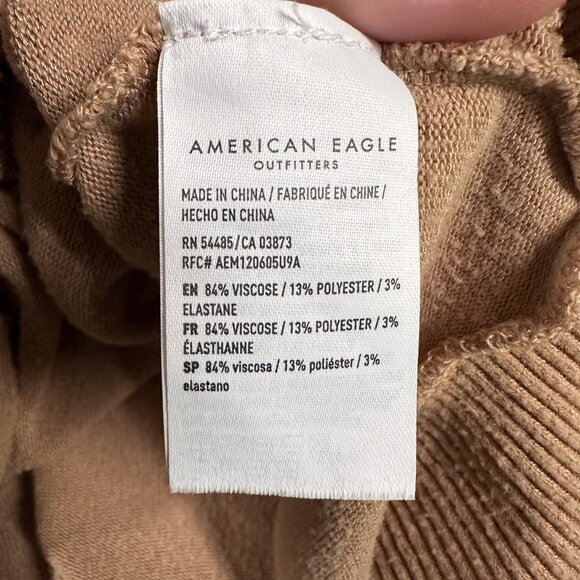 AMERICAN EAGLE
OUTFITTERS
MADE IN CHINA / FABRIQUÉ EN CHINE /
HECHO EN CHINA
RN 54485/CA 03873
RFC# AEM120605U9A
EN 84% VISCOSE / 13% POLYESTER / 3%
ELASTANE
FR 84% VISCOSE / 13% POLYESTER / 3%
ÉLASTHANNE
SP 84% viscosa / 13% poliéster / 3%
elastano